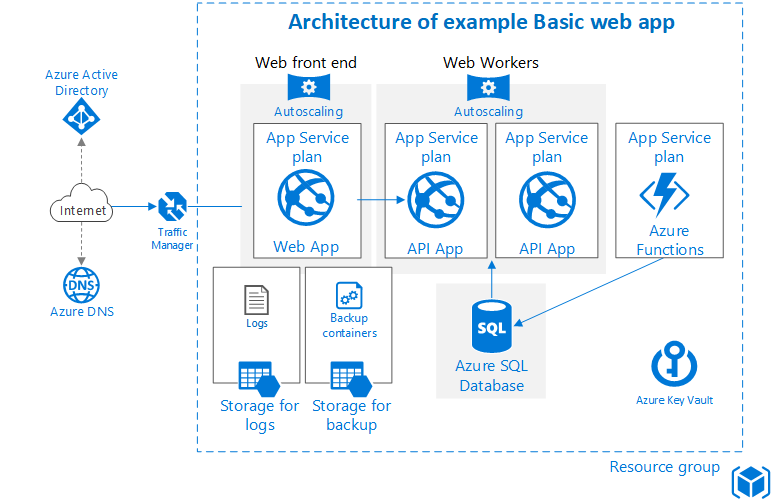 Architecture of example Basic web app
Web front end
Web Workers
Azure Active
Directory
Autoscaling
Autoscaling
App Service
plan
Web App
App Service
plan
API App
App Service
plan
API App
App Service
plan
Azure
Functions
Internet
Traffic
Manager
DNS
Azure DNS
Logs
Storage for
logs
Backup
containers
Storage for
backup
SQL
Azure SQL
Database
Azure Key Vault
Resource group